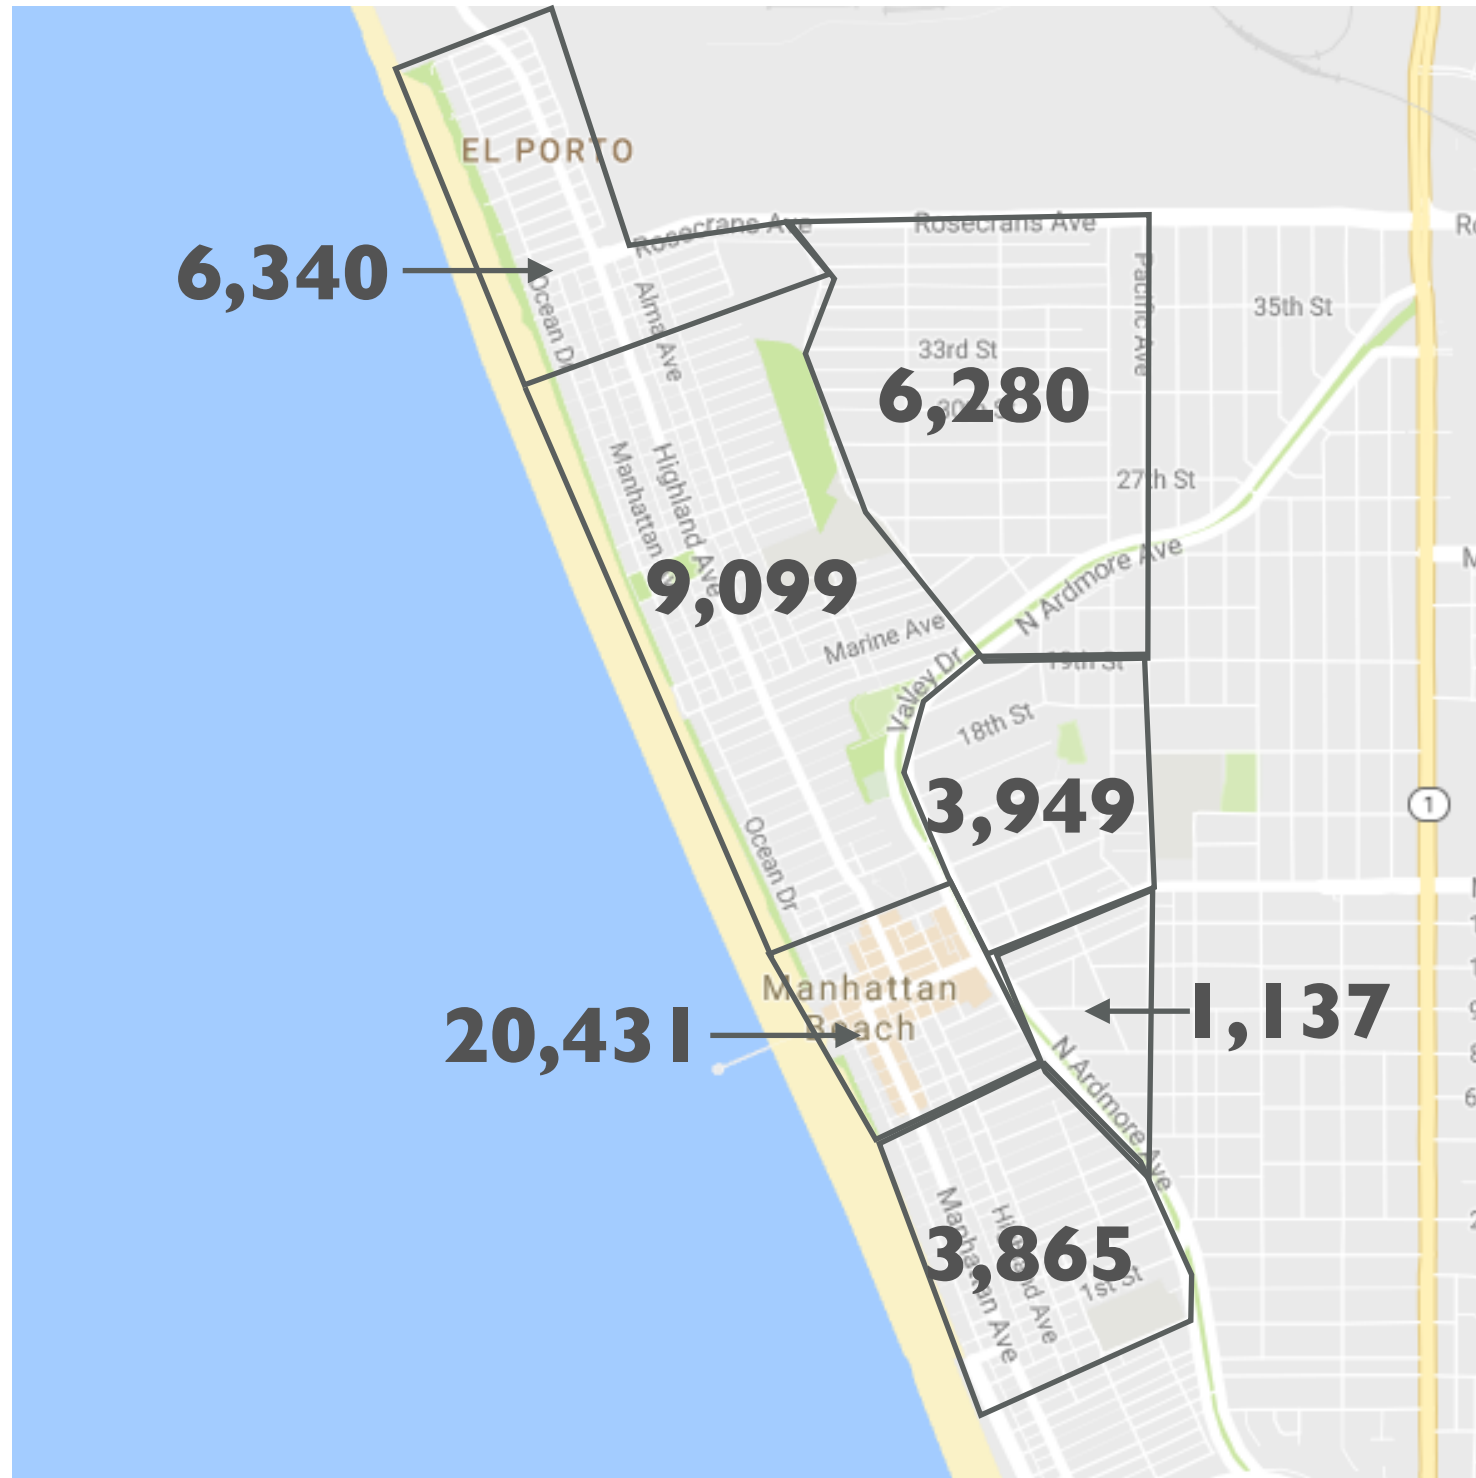 EL PORTO
Rosecrans Ave
Rosecrans Ave
6,340
Ocean Dr
Alma Ave
Pacific Ave
35th St
33rd St
6,280
30th St
Manhattan
Highland Ave
27th St
N Ardmore Ave
9,099
Marine Ave
Valley Dr
19th St
18th St
3,949
1
Ocean Dr
Manhattan
Beach
20,431
1,137
N Ardmore Ave
3,865
Manhattan Ave
Highland Ave
1st St